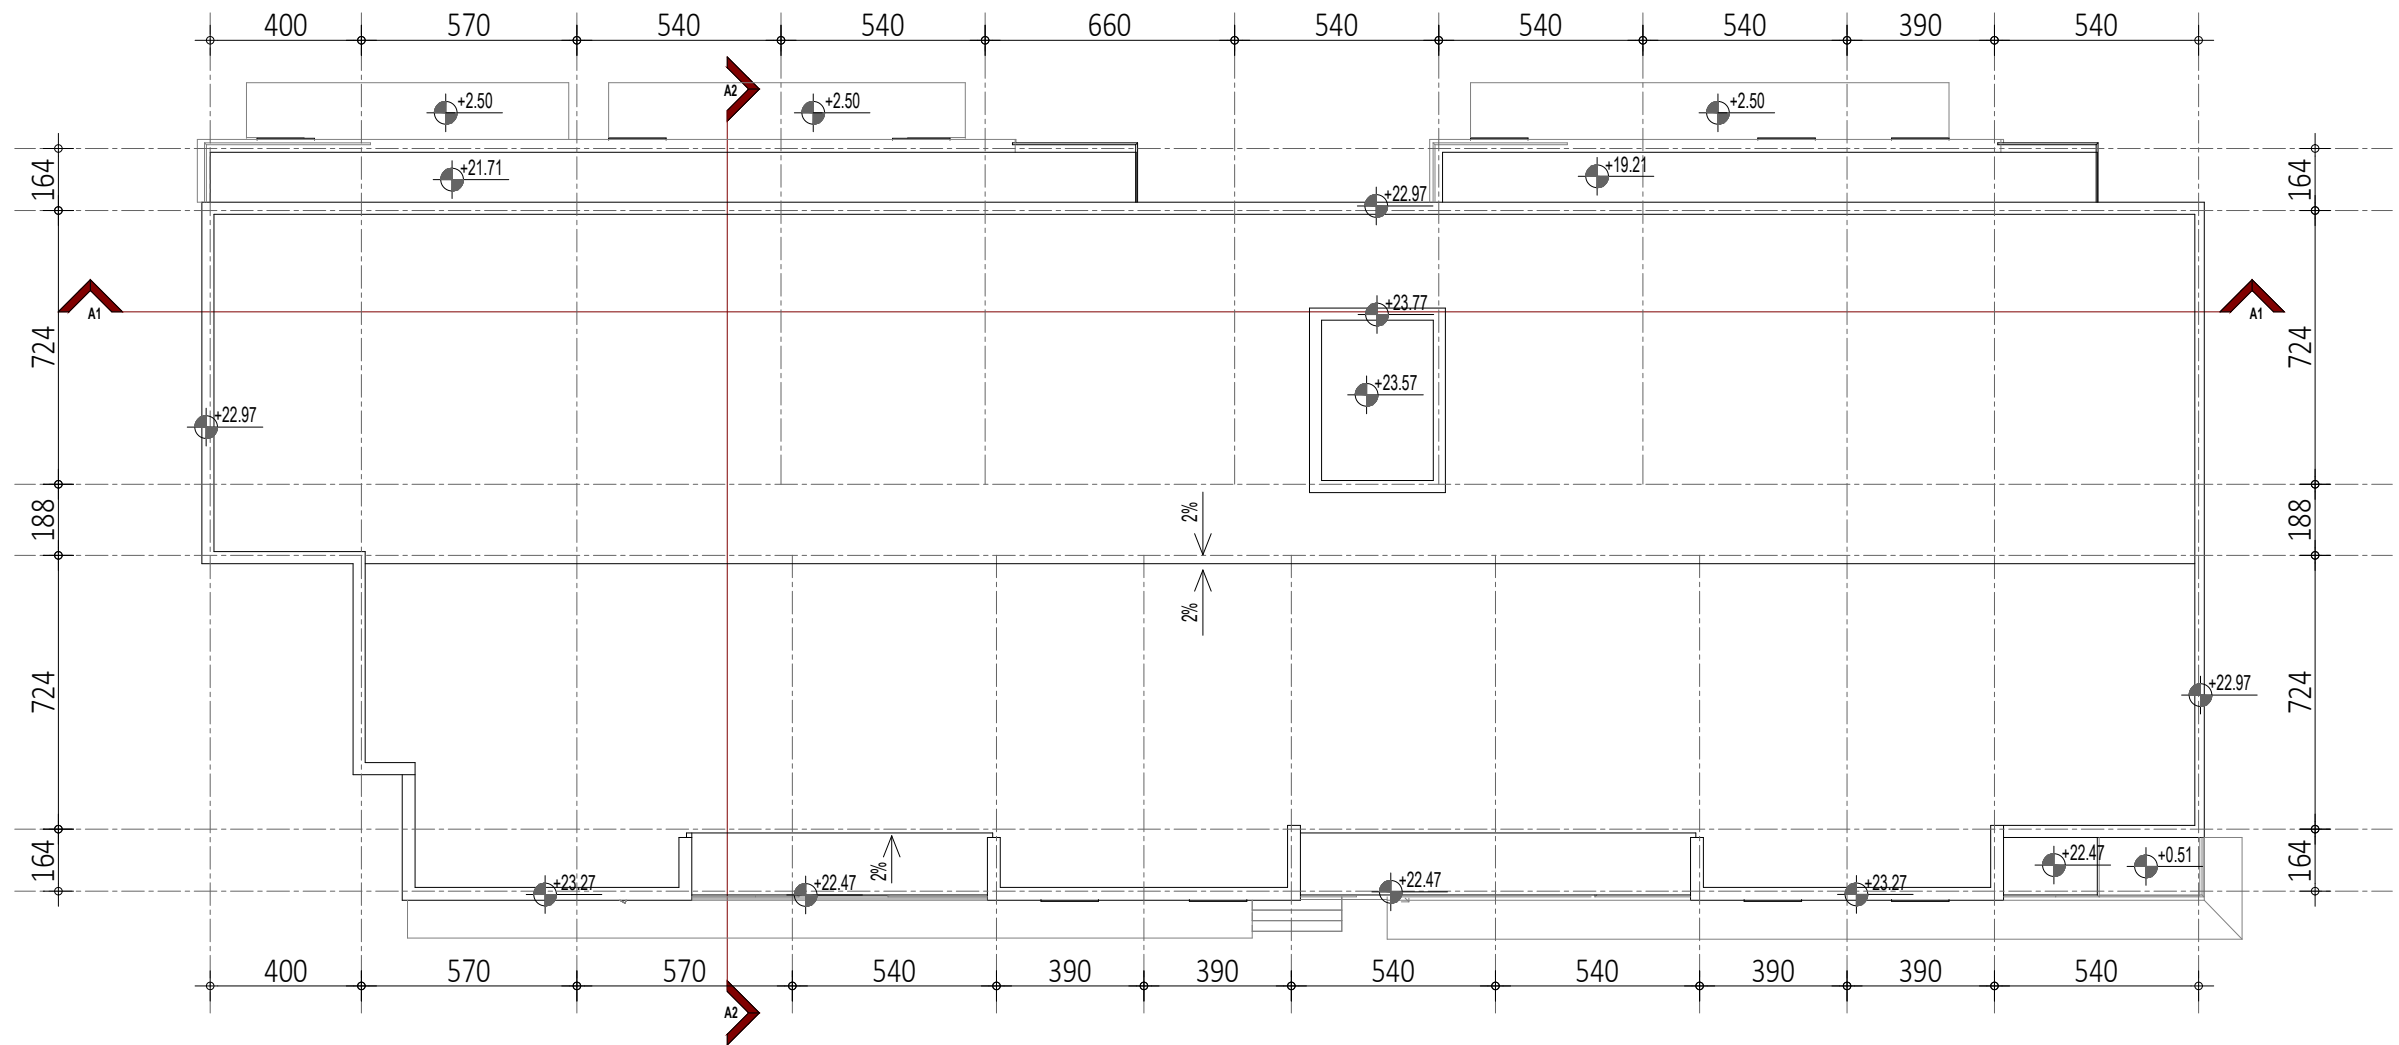 400 570 540 540 660 540 540 540 390 540
A2
+2.50 +2.50 +2.50
164 +21.71 +19.21 164
+22.97
A1 +23.77 A1
724 724
+23.57
+22.97
188 2% 188
2%
724 +22.97 724
164 2% +22.47 +0.51 164
+23.27 +22.47 +22.47 +23.27
400 570 570 540 390 390 540 540 390 390 540
A2